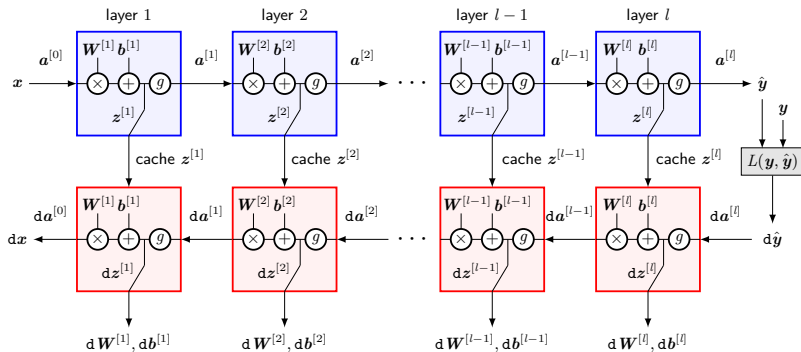 layer 1 layer 2 layer l − 1 layer l
a^[0] W^[1] b^[1] a^[1] W^[2] b^[2] a^[2] W^[l−1] b^[l−1] a^[l−1] W^[l] b^[l] a^[l]
x × + g × + g · · · × + g × + g ŷ
z^[1] z^[2] z^[l−1] z^[l] y
cache z^[1] cache z^[2] cache z^[l−1] cache z^[l] L(y, ŷ)
da^[0] W^[1] b^[1] da^[1] W^[2] b^[2] da^[2] W^[l−1] b^[l−1] da^[l−1] W^[l] b^[l] da^[l]
dx × + g × + g · · · × + g × + g dŷ
dz^[1] dz^[2] dz^[l−1] dz^[l]
dW^[1], db^[1] dW^[2], db^[2] dW^[l−1], db^[l−1] dW^[l], db^[l]